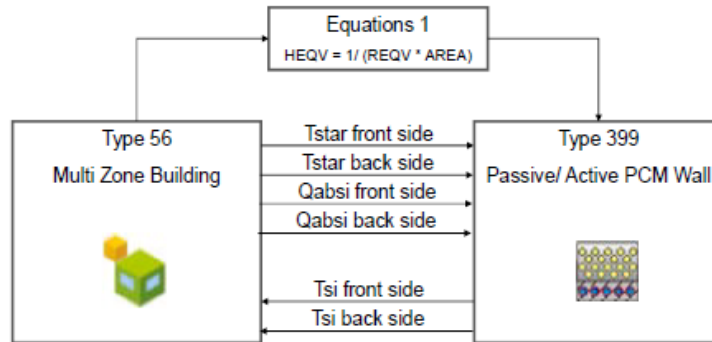 Equations 1
HEQV = 1/ (REQV * AREA)
Type 56
Multi Zone Building
Tstar front side
Tstar back side
Qabsi front side
Qabsi back side
Tsi front side
Tsi back side
Type 399
Passive/ Active PCM Wall